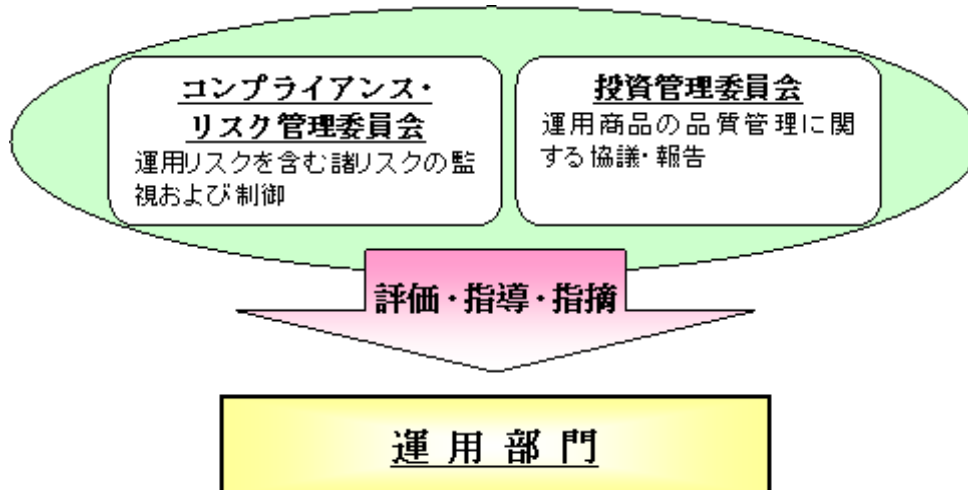 コンプライアンス・
リスク管理委員会
運用リスクを含む諸リスクの監
視および制御
投資管理委員会
運用商品の品質管理に関
する協議・報告
評価・指導・指摘
運用部門